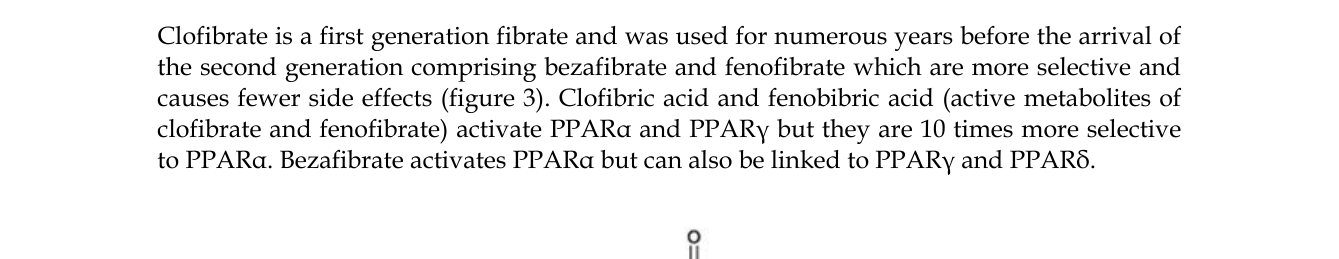 Clofibrate is a first generation fibrate and was used for numerous years before the arrival of
the second generation comprising bezafibrate and fenofibrate which are more selective and
causes fewer side effects (figure 3). Clofibric acid and fenobibric acid (active metabolites of
clofibrate and fenofibrate) activate PPARα and PPARγ but they are 10 times more selective
to PPARα. Bezafibrate activates PPARα but can also be linked to PPARγ and PPARδ.
O